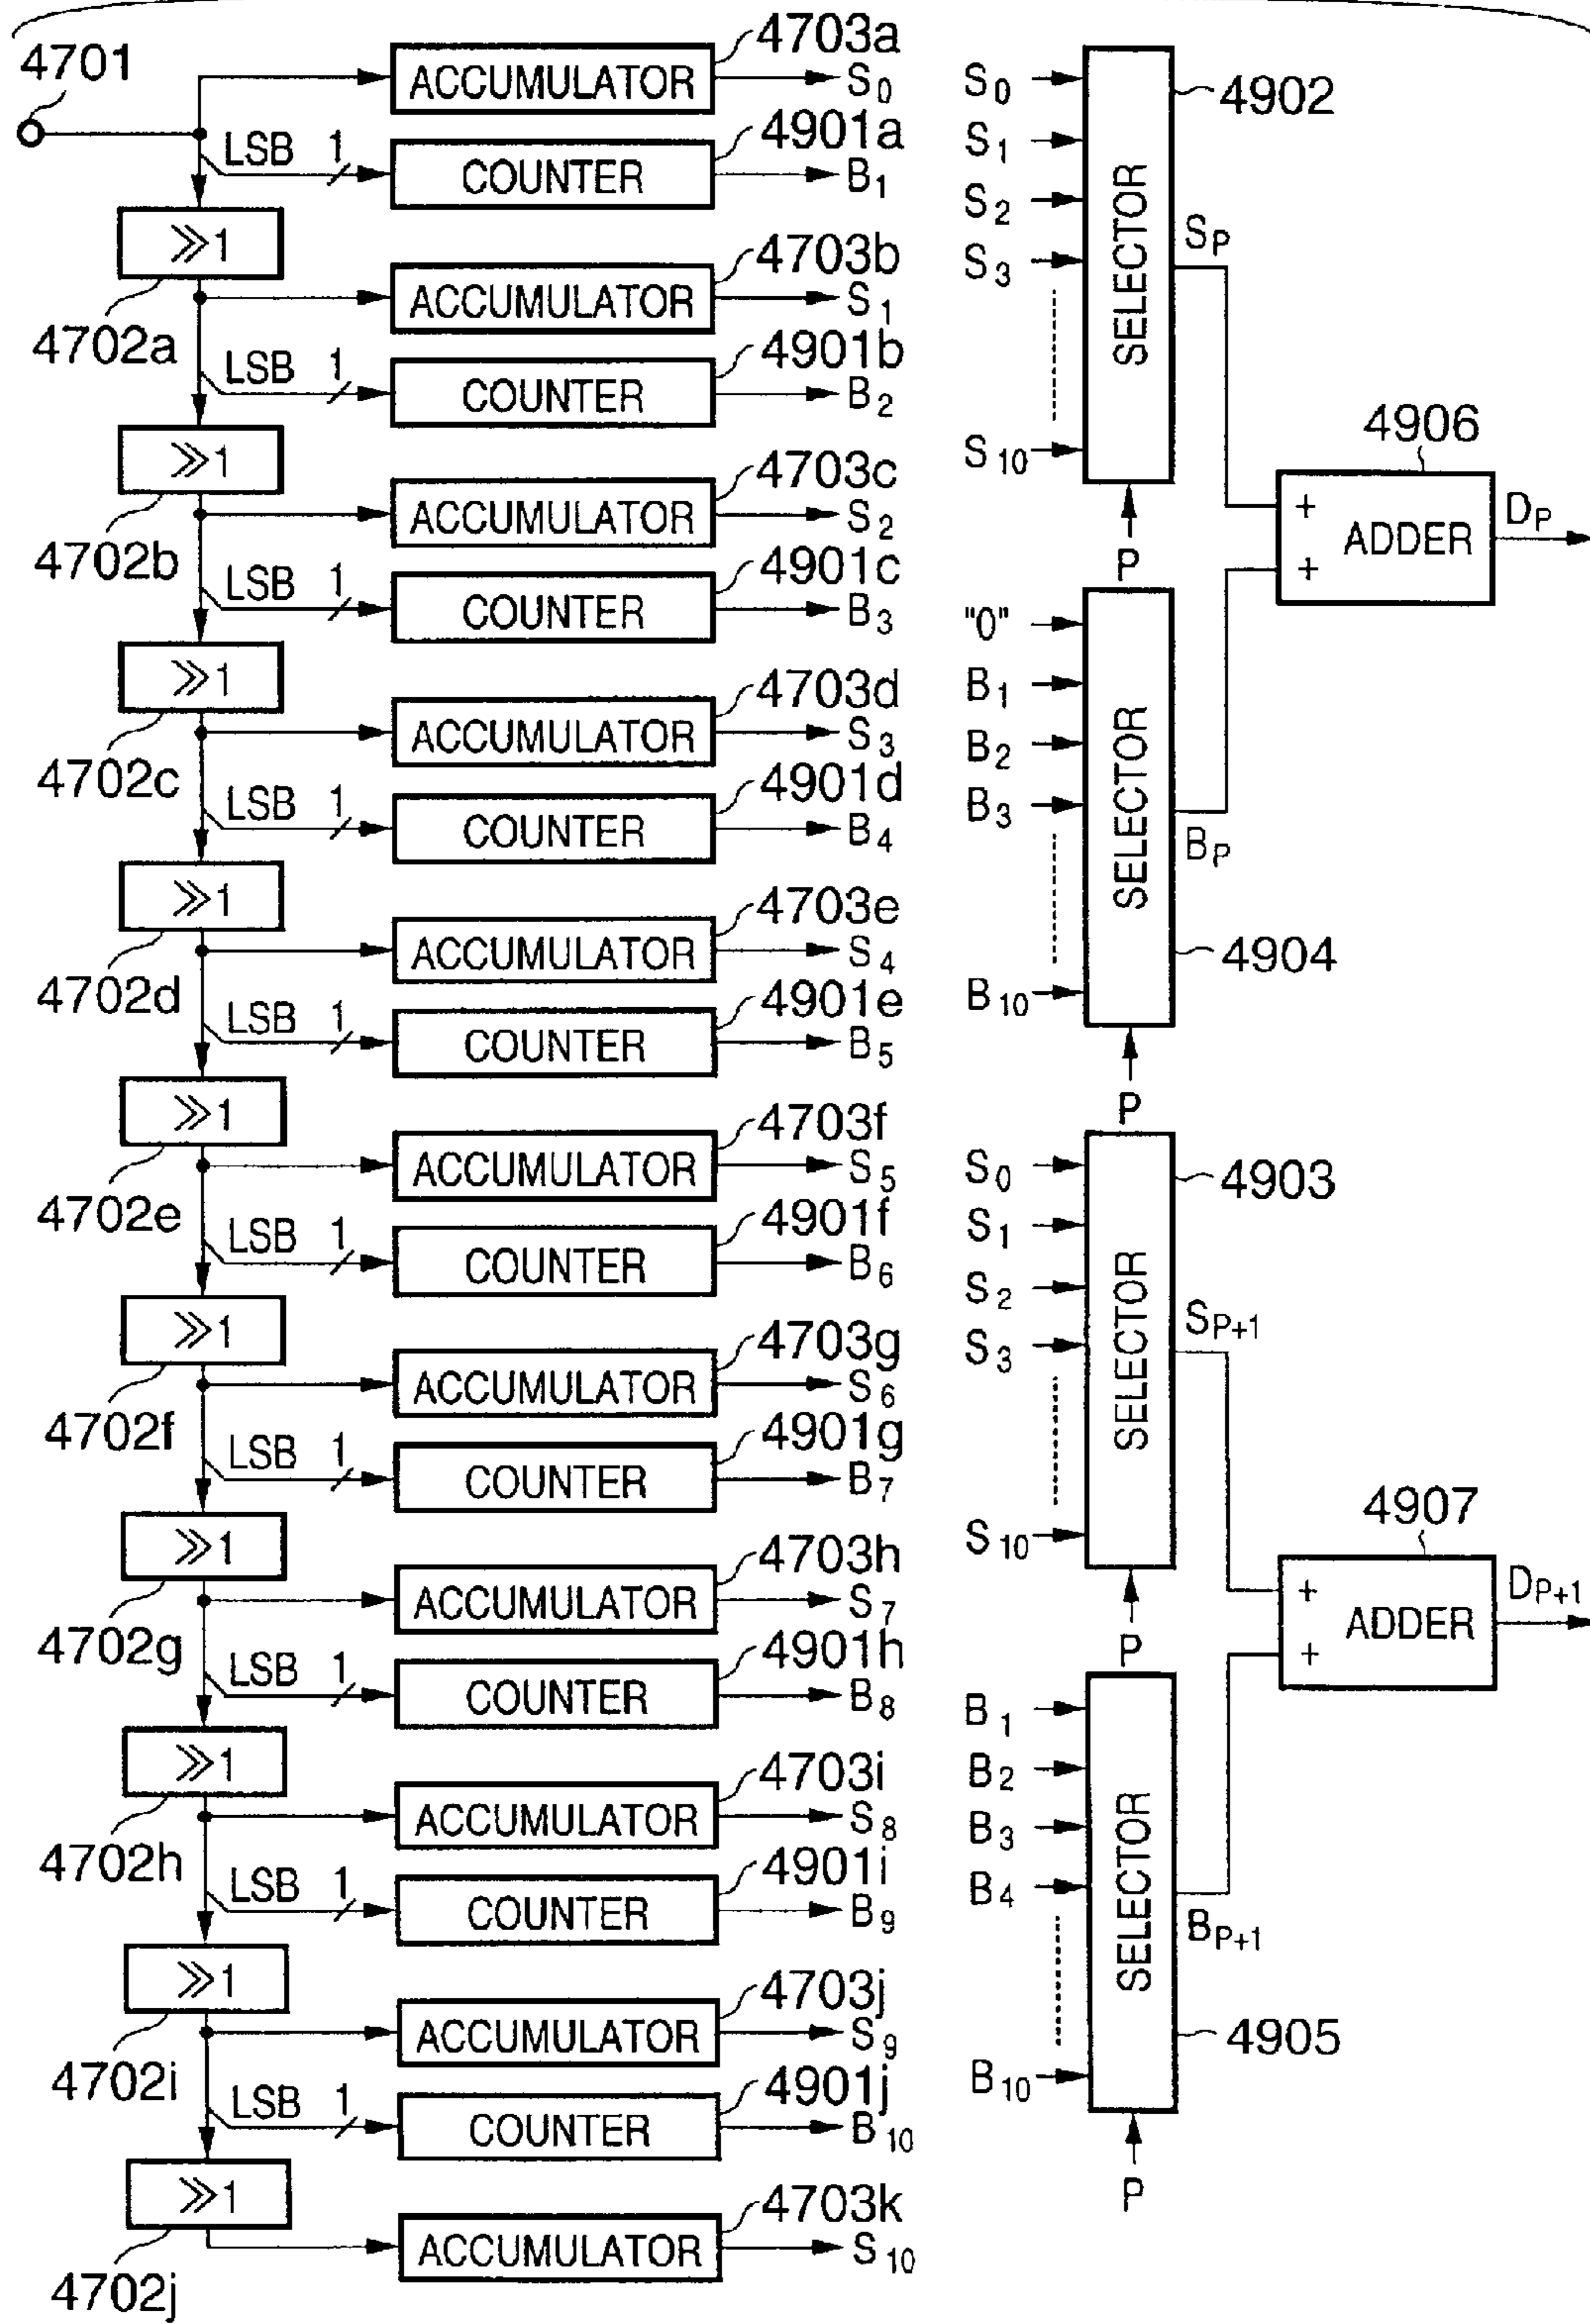 4701
4703a
ACCUMULATOR
S0
LSB 1
4901a
COUNTER
B1
≫1
4702a
4703b
ACCUMULATOR
S1
LSB 1
4901b
COUNTER
B2
≫1
4702b
4703c
ACCUMULATOR
S2
LSB 1
4901c
COUNTER
B3
≫1
4702c
4703d
ACCUMULATOR
S3
LSB 1
4901d
COUNTER
B4
≫1
4702d
4703e
ACCUMULATOR
S4
LSB 1
4901e
COUNTER
B5
≫1
4702e
4703f
ACCUMULATOR
S5
LSB 1
4901f
COUNTER
B6
≫1
4702f
4703g
ACCUMULATOR
S6
LSB 1
4901g
COUNTER
B7
≫1
4702g
4703h
ACCUMULATOR
S7
LSB 1
4901h
COUNTER
B8
≫1
4702h
4703i
ACCUMULATOR
S8
LSB 1
4901i
COUNTER
B9
≫1
4702i
4703j
ACCUMULATOR
S9
LSB 1
4901j
COUNTER
B10
≫1
4702j
4703k
ACCUMULATOR
S10
S0
S1
S2
S3
S10
SELECTOR
4902
SP
P
"0"
B1
B2
B3
B10
SELECTOR
BP
4904
P
4906
+
+
ADDER
DP
S0
S1
S2
S3
S10
SELECTOR
4903
SP+1
P
B1
B2
B3
B4
B10
SELECTOR
BP+1
4905
P
4907
+
+
ADDER
DP+1